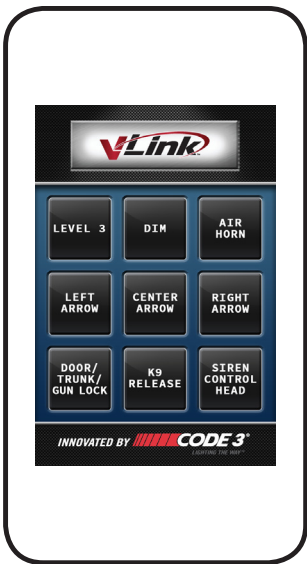 VLink
LEVEL 3 DIM AIR
HORN
LEFT
ARROW
CENTER
ARROW
RIGHT
ARROW
DOOR/
TRUNK/
GUN LOCK
K9
RELEASE
SIREN
CONTROL
HEAD
INNOVATED BY CODE 3®
LIGHTING THE WAY™